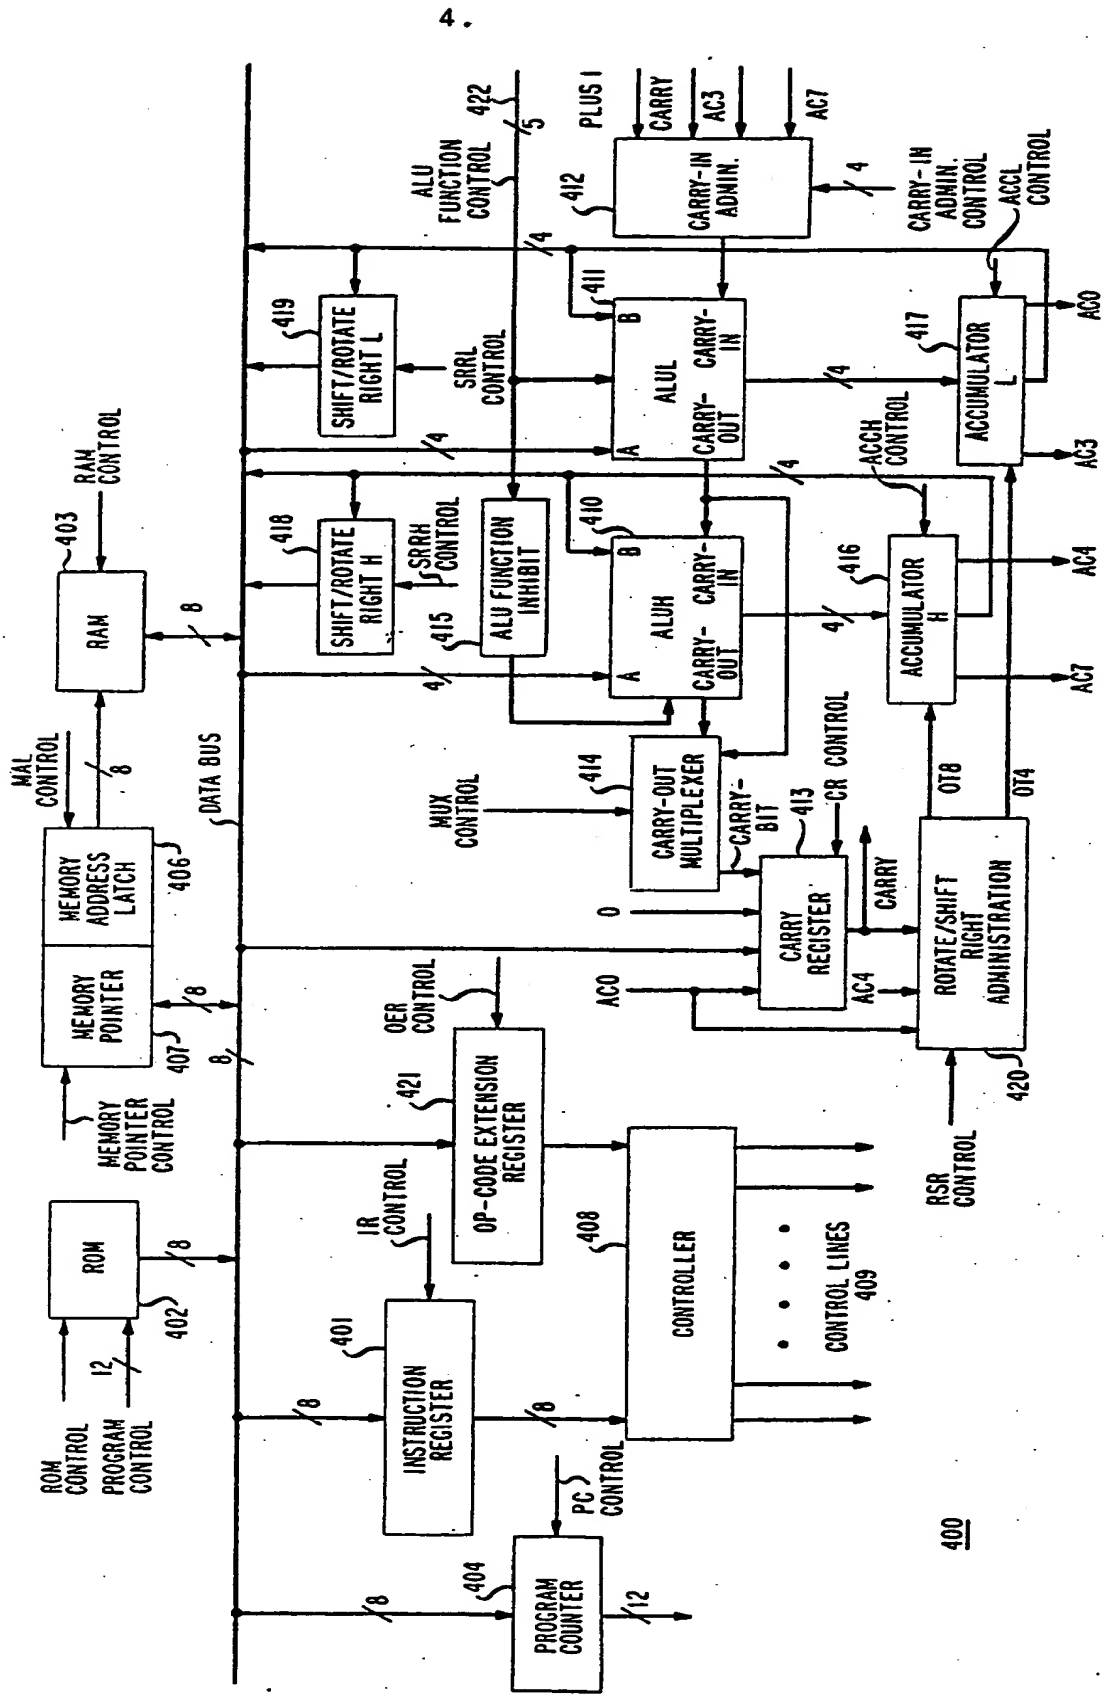 4.
ROM
CONTROL
PROGRAM
CONTROL
12
ROM
402
8
MEMORY
POINTER
CONTROL
MEMORY
POINTER
407
8
MEMORY
ADDRESS
LATCH
406
MAL
CONTROL
8
RAM
403
RAM
CONTROL
8
DATA BUS
8
8
PROGRAM
COUNTER
404
PC
CONTROL
12
8
INSTRUCTION
REGISTER
401
IR
CONTROL
8
OP-CODE EXTENSION
REGISTER
421
OER
CONTROL
CONTROLLER
408
CONTROL LINES
409
SHIFT/ROTATE
RIGHT H
418
SRRH
CONTROL
SHIFT/ROTATE
RIGHT L
419
SRRL
CONTROL
ALU
FUNCTION
CONTROL
422
5
ALU FUNCTION
INHIBIT
415
4
A
B
ALUH
CARRY-
OUT
CARRY-
IN
410
4
4
4
A
B
ALUL
CARRY-
OUT
CARRY-
IN
411
4
4
CARRY-IN
ADMIN.
412
PLUS 1
CARRY
AC3
AC7
4
CARRY-IN
ADMIN.
CONTROL
MUX
CONTROL
CARRY-OUT
MULTIPLEXER
414
CARRY-
BIT
0
AC0
CARRY
REGISTER
413
CR CONTROL
CARRY
AC4
ROTATE/SHIFT
RIGHT
ADMINISTRATION
420
RSR
CONTROL
OT8
OT4
ACCUMULATOR
H
416
ACCH
CONTROL
AC7
AC4
ACCUMULATOR
L
417
ACCL
CONTROL
AC3
AC0
400